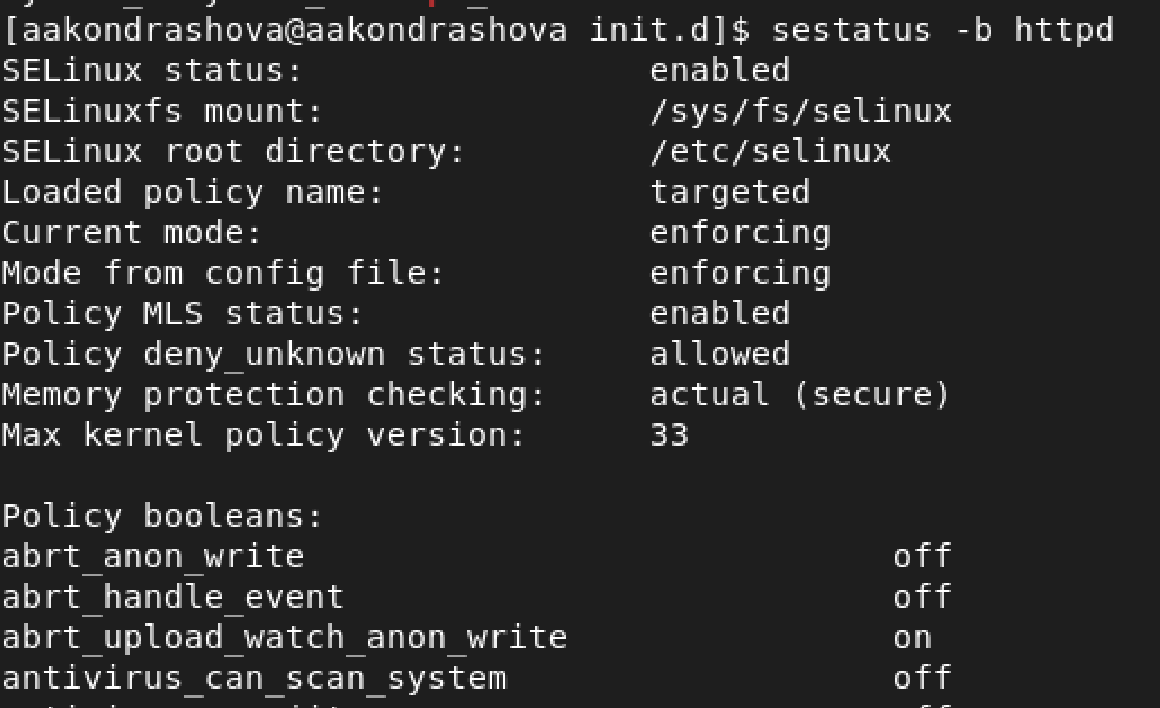 [aakondrashova@aakondrashova init.d]$ sestatus -b httpd
SELinux status:                 enabled
SELinuxfs mount:                /sys/fs/selinux
SELinux root directory:         /etc/selinux
Loaded policy name:             targeted
Current mode:                   enforcing
Mode from config file:          enforcing
Policy MLS status:              enabled
Policy deny_unknown status:     allowed
Memory protection checking:     actual (secure)
Max kernel policy version:      33

Policy booleans:
abrt_anon_write                             off
abrt_handle_event                           off
abrt_upload_watch_anon_write                on
antivirus_can_scan_system                   off